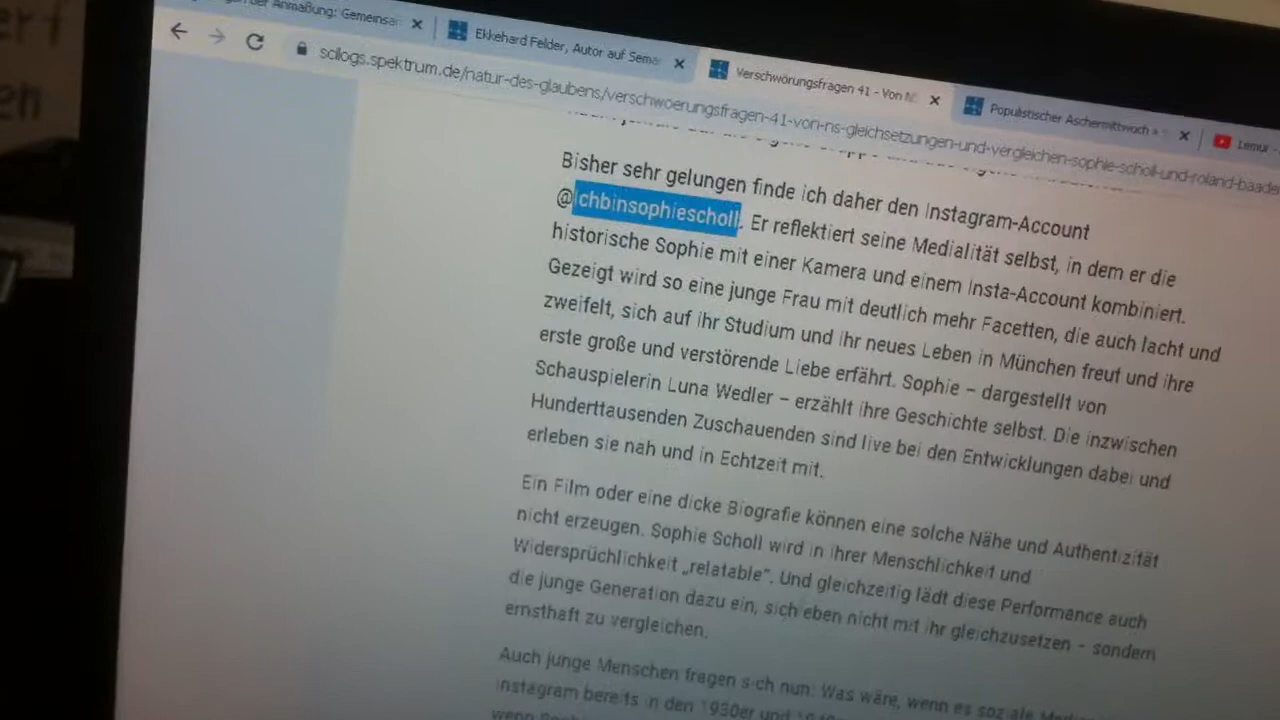 der Anmaßung: Gemeinsar
Ekkehard Felder, Autor auf Sema
Verschwörungsfragen 41 - Von N
Populistischer Aschermittwoch »
Lemur -
scilogs.spektrum.de/natur-des-glaubens/verschwoerungsfragen-41-von-ns-gleichsetzungen-und-vergleichen-sophie-scholl-und-roland-baade
Bisher sehr gelungen finde ich daher den Instagram-Account
@ichbinsophiescholl. Er reflektiert seine Medialität selbst, in dem er die
historische Sophie mit einer Kamera und einem Insta-Account kombiniert.
Gezeigt wird so eine junge Frau mit deutlich mehr Facetten, die auch lacht und
zweifelt, sich auf ihr Studium und ihr neues Leben in München freut und ihre
erste große und verstörende Liebe erfährt. Sophie – dargestellt von
Schauspielerin Luna Wedler – erzählt ihre Geschichte selbst. Die inzwischen
Hunderttausenden Zuschauenden sind live bei den Entwicklungen dabei und
erleben sie nah und in Echtzeit mit.
Ein Film oder eine dicke Biografie können eine solche Nähe und Authentizität
nicht erzeugen. Sophie Scholl wird in ihrer Menschlichkeit und
Widersprüchlichkeit „relatable“. Und gleichzeitig lädt diese Performance auch
die junge Generation dazu ein, sich eben nicht mit ihr gleichzusetzen - sondern
ernsthaft zu vergleichen.
Auch junge Menschen fragen sich nun: Was wäre, wenn es soziale
Instagram bereits in den 1930er und
wenn